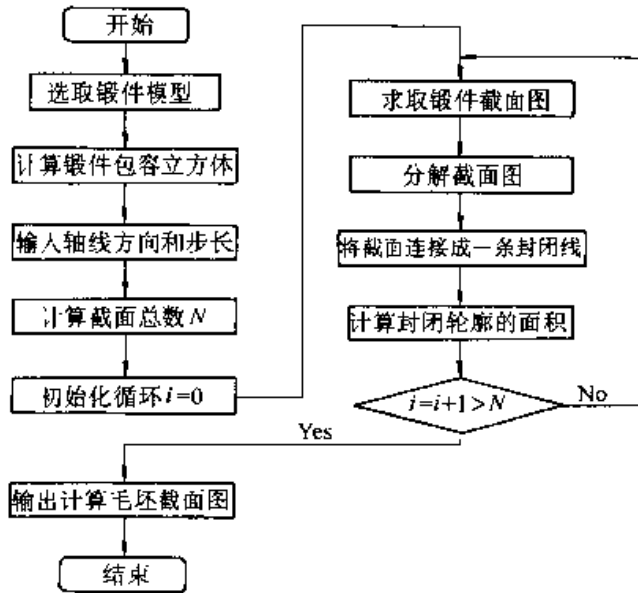 开始
选取锻件模型
计算锻件包容立方体
输入轴线方向和步长
计算截面总数N
初始化循环i=0
求取锻件截面图
分解截面图
将截面连接成一条封闭线
计算封闭轮廓的面积
i=i+1>N
No
Yes
输出计算毛坯截面图
结束